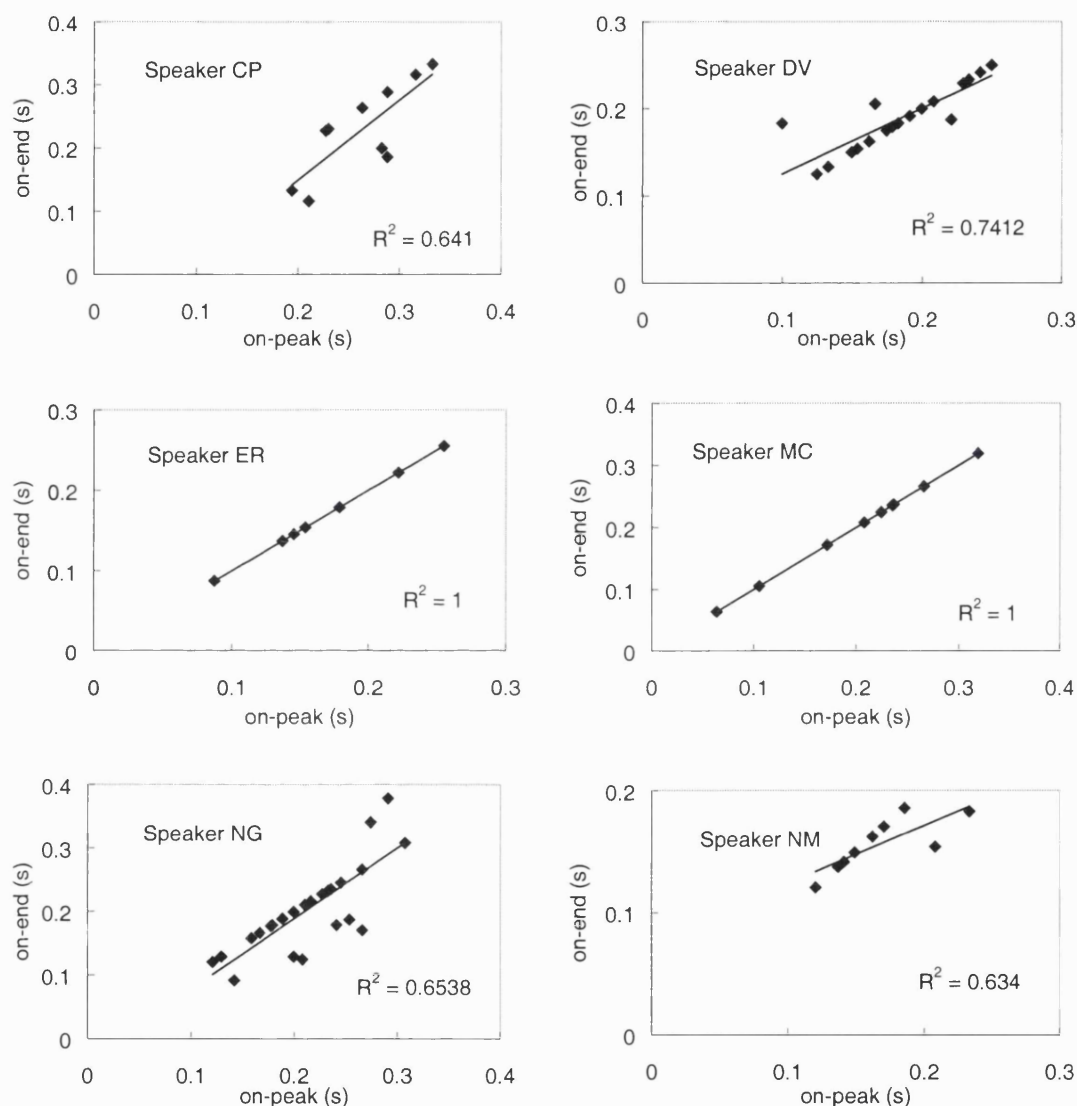 0.4
0.3
0.2
0.1
0
on-end (s)
Speaker CP
R² = 0.641
0 0.1 0.2 0.3 0.4
on-peak (s)
0.3
0.2
0.1
0
on-end (s)
Speaker DV
R² = 0.7412
0 0.1 0.2 0.3
on-peak (s)
0.3
0.2
0.1
0
on-end (s)
Speaker ER
R² = 1
0 0.1 0.2 0.3
on-peak (s)
0.4
0.3
0.2
0.1
0
on-end (s)
Speaker MC
R² = 1
0 0.1 0.2 0.3 0.4
on-peak (s)
0.4
0.3
0.2
0.1
0
on-end (s)
Speaker NG
R² = 0.6538
0 0.1 0.2 0.3 0.4
on-peak (s)
0.2
0.1
0
on-end (s)
Speaker NM
R² = 0.634
0 0.1 0.2 0.3
on-peak (s)